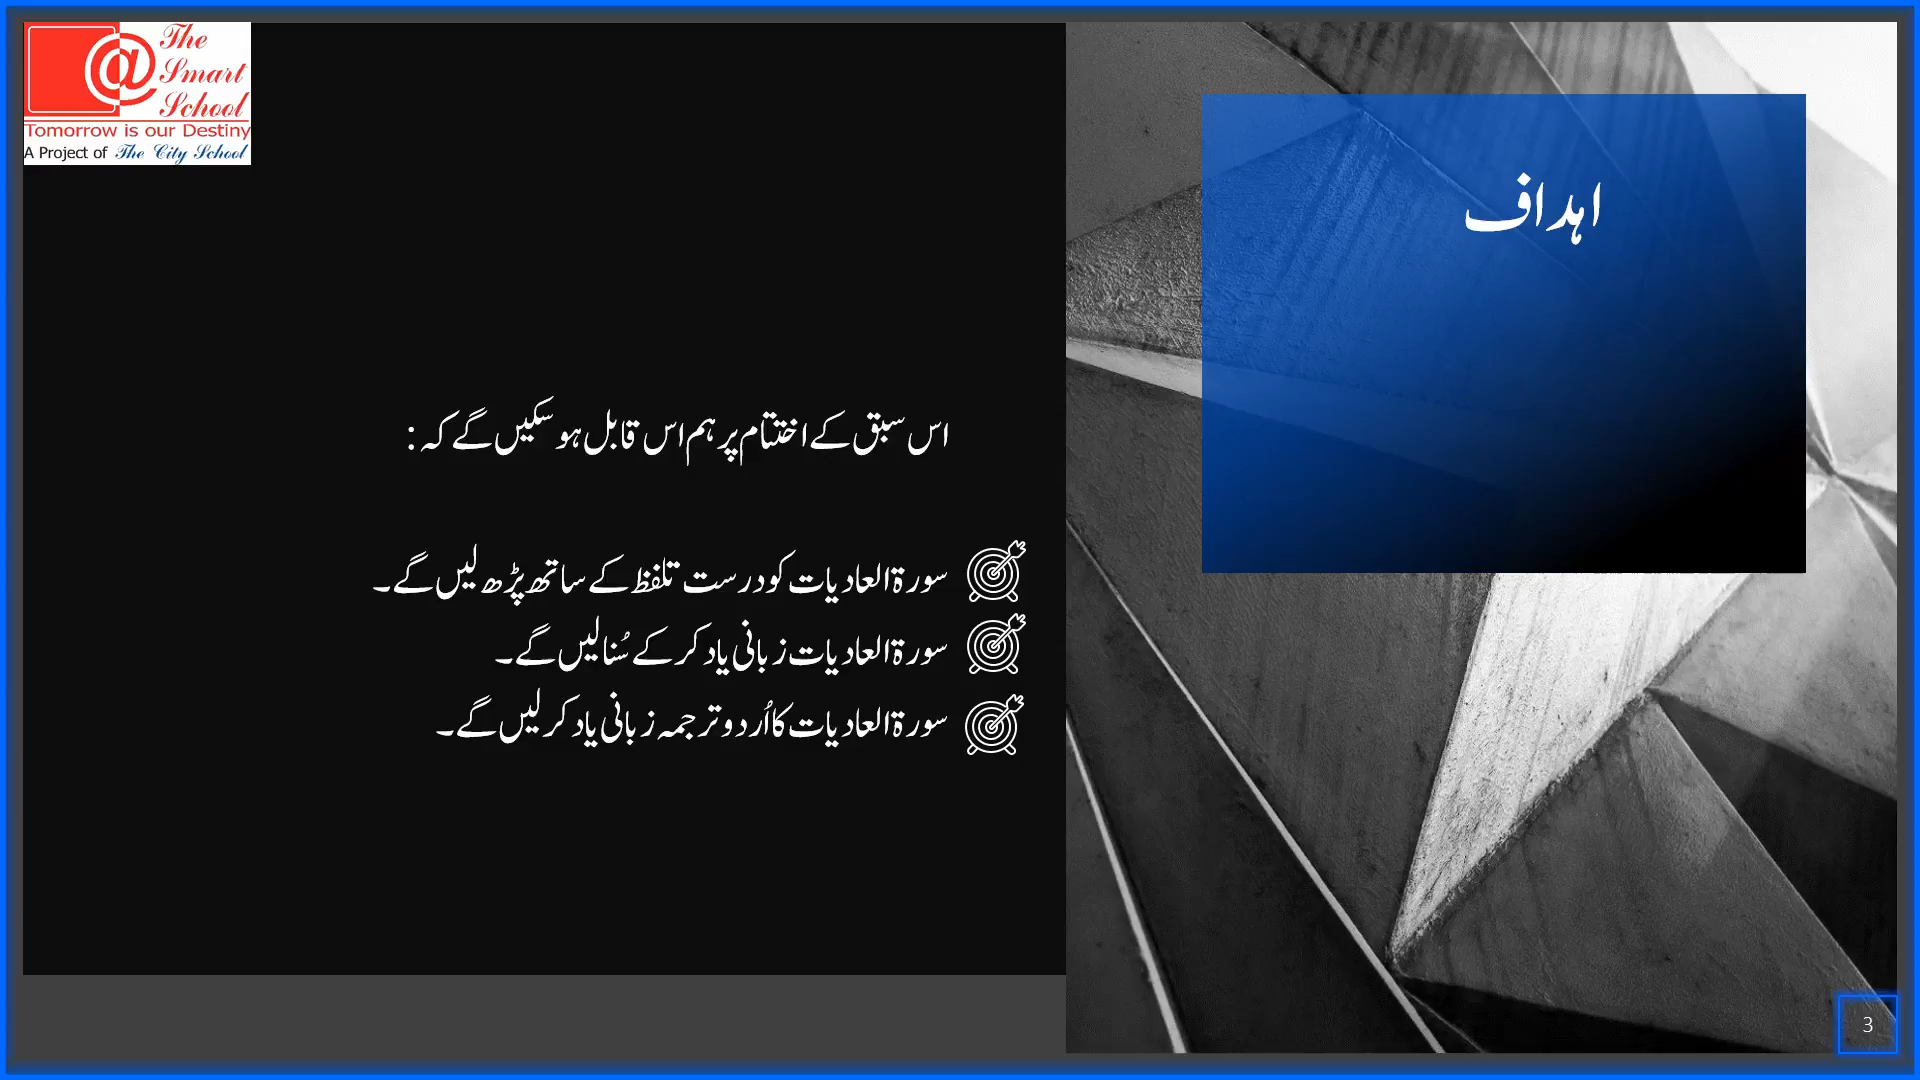 The
Smart
School
Tomorrow is our Destiny
A Project of The City School
اہداف
اس سبق کے اختتام پر ہم اس قابل ہو سکیں گے کہ :
سورۃ العادیات کو درست تلفظ کے ساتھ پڑھ لیں گے۔
سورۃ العادیات زبانی یاد کر کے سُنا لیں گے۔
سورۃ العادیات کا اُردو ترجمہ زبانی یاد کر لیں گے۔
3